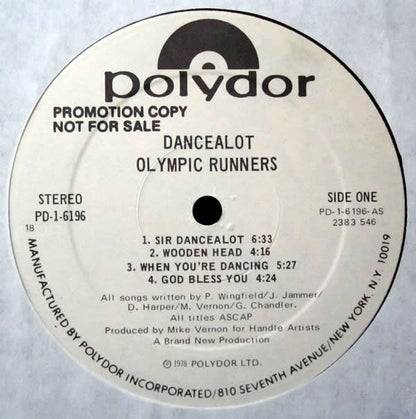 polydor
PROMOTION COPY
NOT FOR SALE
DANCEALOT
OLYMPIC RUNNERS
STEREO
PD-1-6196
18
SIDE ONE
PD-1-6196-AS
2383 546
1. SIR DANCEALOT 6:33
2. WOODEN HEAD 4:16
3. WHEN YOU'RE DANCING 5:27
4. GOD BLESS YOU 4:24
All songs written by P. Wingfield/J. Jammer/
D. Harper/M. Vernon/G. Chandler.
All titles ASCAP
Produced by Mike Vernon for Handle Artists
A Brand New Production
℗ 1978 POLYDOR LTD.
MANUFACTURED BY POLYDOR INCORPORATED/810 SEVENTH AVENUE/NEW YORK, N.Y. 10019